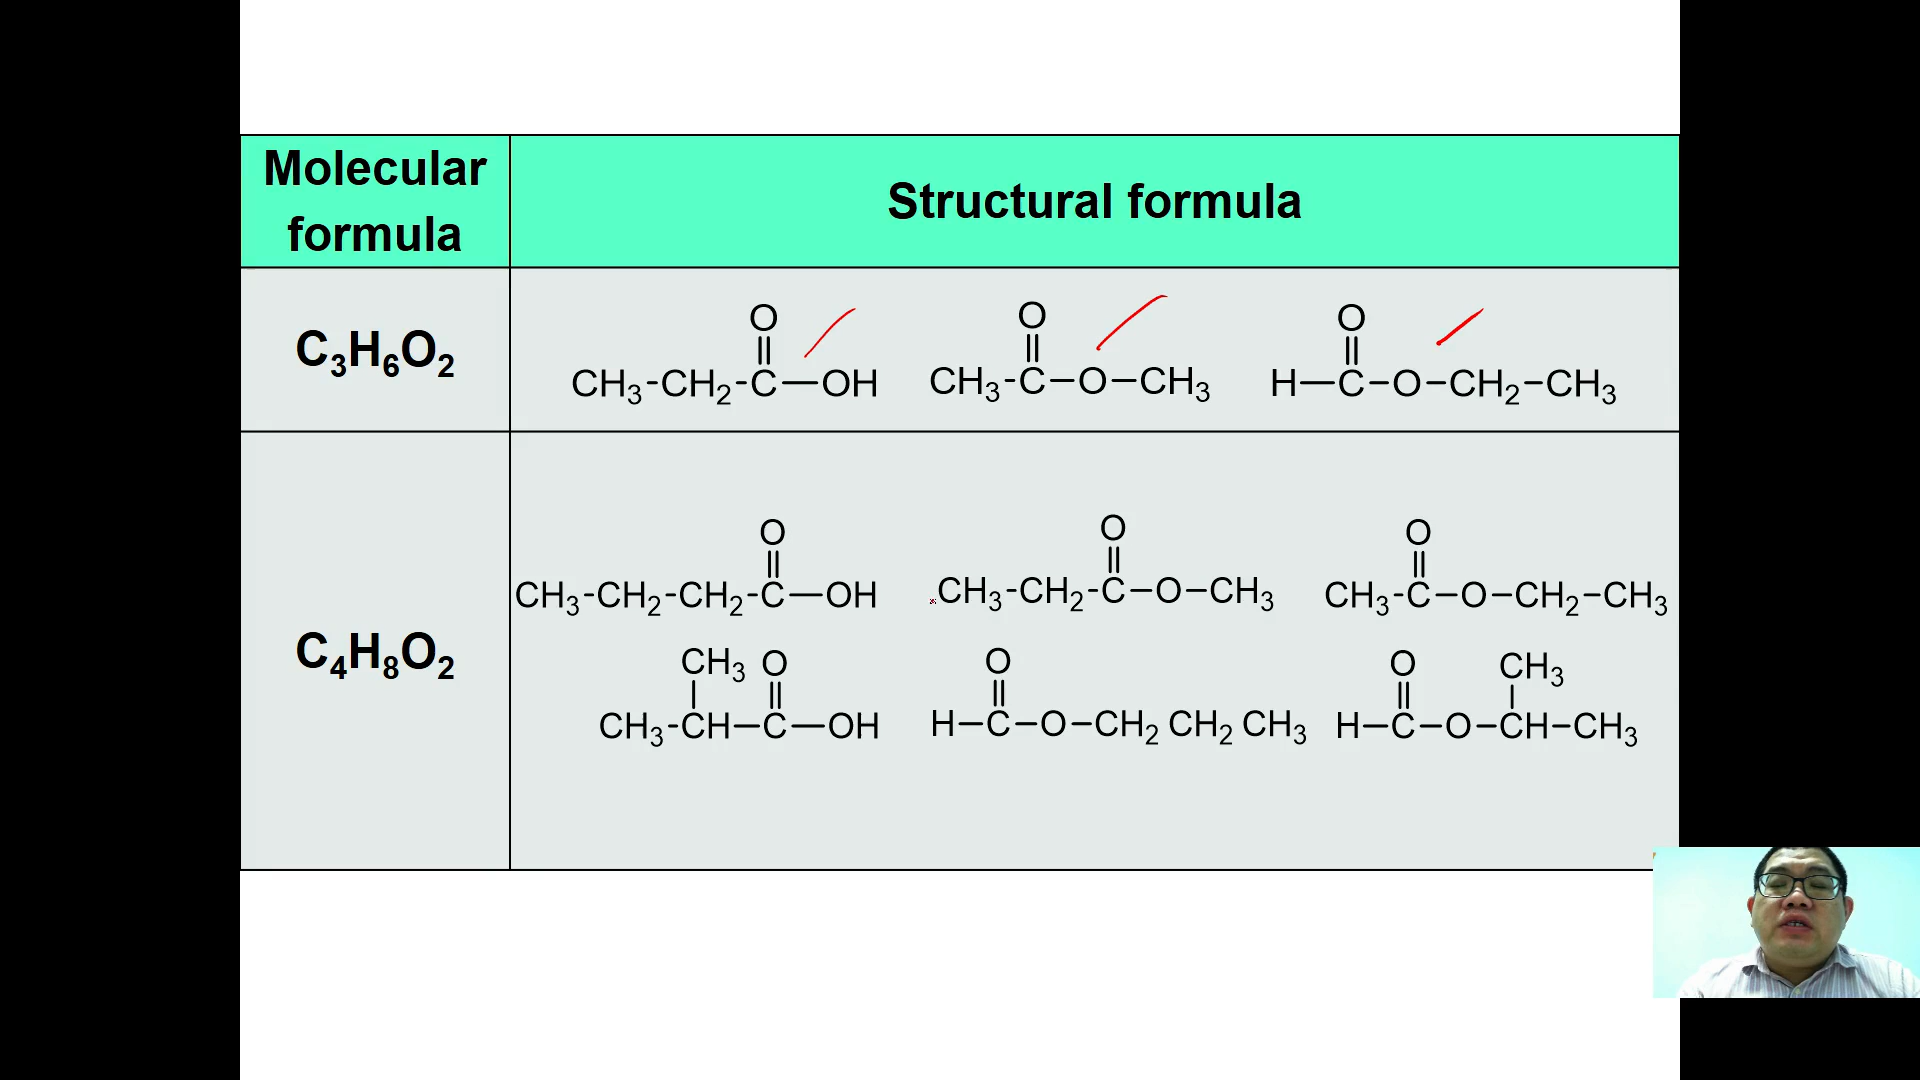 Molecular
formula
Structural formula
C₃H₆O₂
O
CH₃-CH₂-C—OH
O
CH₃-C—O—CH₃
O
H—C—O—CH₂—CH₃
C₄H₈O₂
O
CH₃-CH₂-CH₂-C—OH
O
CH₃-CH₂-C—O—CH₃
O
CH₃-C—O—CH₂—CH₃
CH₃ O
CH₃-CH—C—OH
O
H—C—O—CH₂ CH₂ CH₃
O CH₃
H—C—O—CH—CH₃